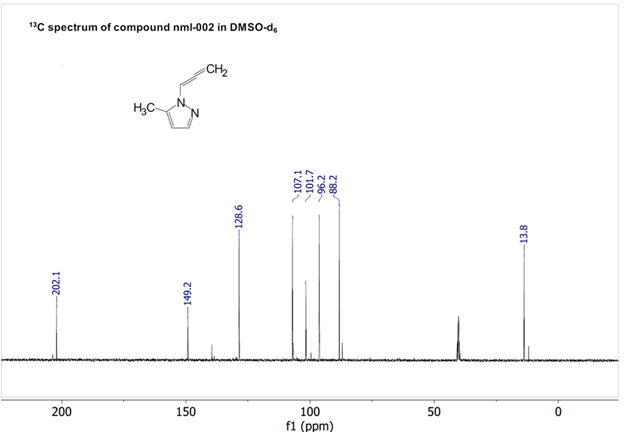 ¹³C spectrum of compound nml-002 in DMSO-d₆
CH₂
H₃C
N
N
202.1
149.2
128.6
107.1
101.7
96.2
88.2
13.8
200
150
100
50
0
f1 (ppm)